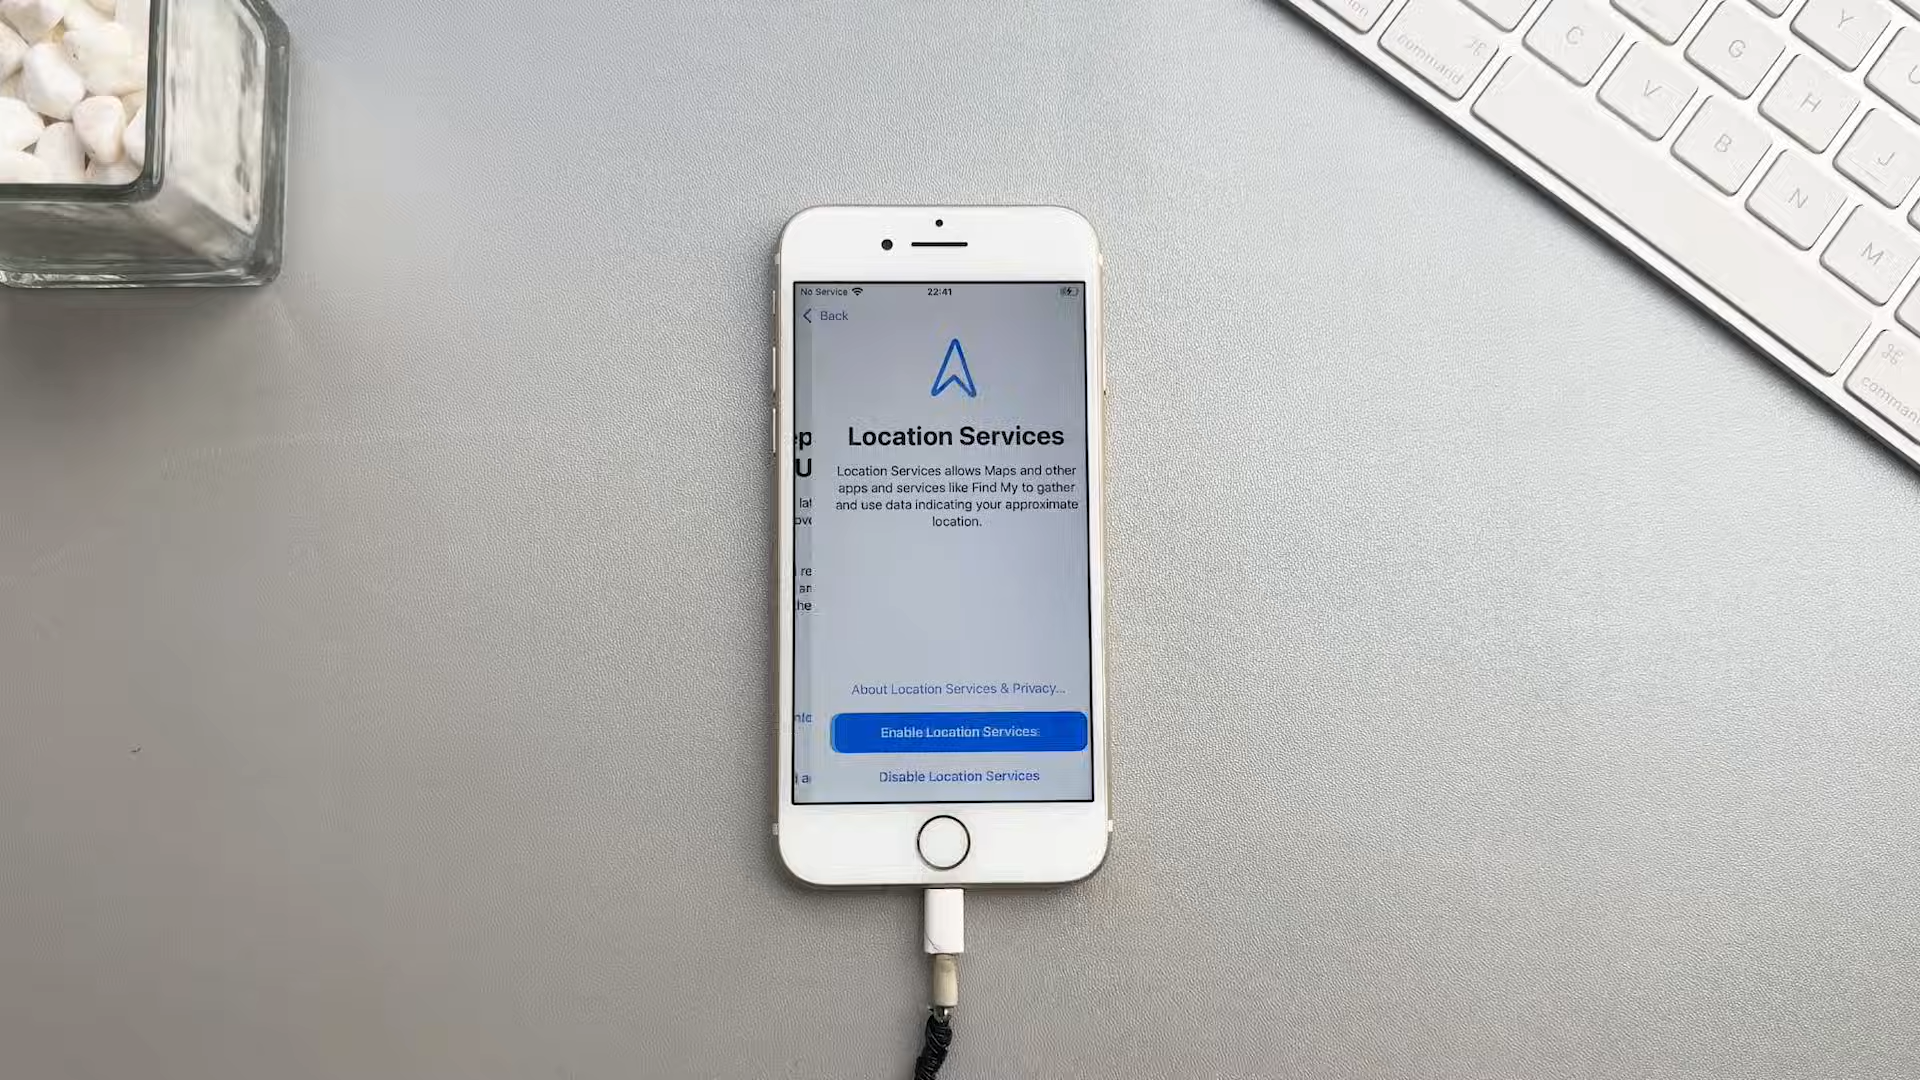 No Service 22:41
Back
Location Services
Location Services allows Maps and other
apps and services like Find My to gather
and use data indicating your approximate
location.
About Location Services & Privacy...
Enable Location Services
Disable Location Services
command
C
V
B
G
H
N
Y
J
M
⌘